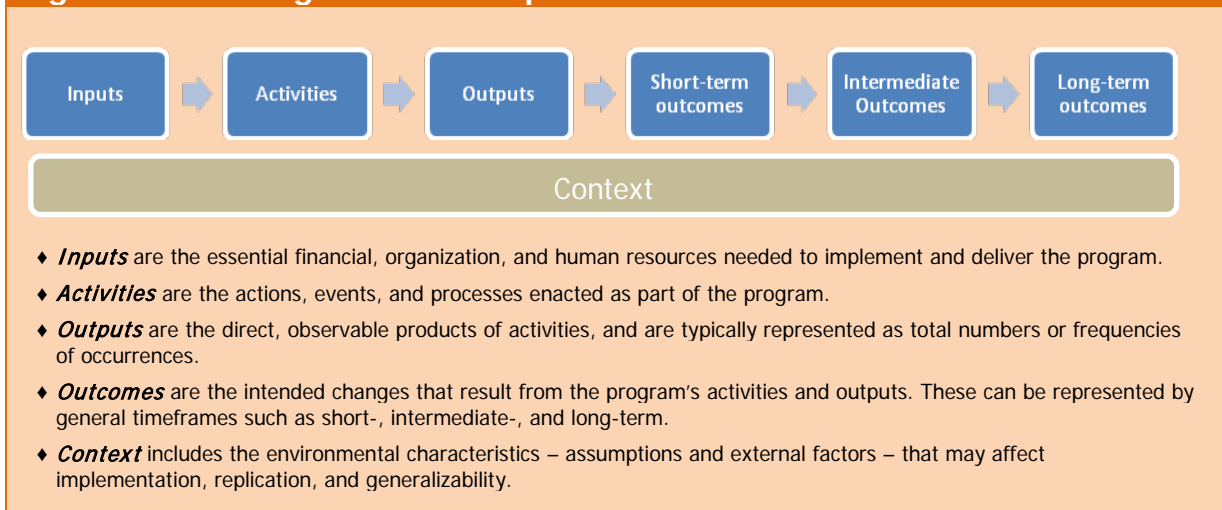 Inputs
Activities
Outputs
Short-term
outcomes
Intermediate
Outcomes
Long-term
outcomes
Context
♦ Inputs are the essential financial, organization, and human resources needed to implement and deliver the program.
♦ Activities are the actions, events, and processes enacted as part of the program.
♦ Outputs are the direct, observable products of activities, and are typically represented as total numbers or frequencies
of occurrences.
♦ Outcomes are the intended changes that result from the program's activities and outputs. These can be represented by
general timeframes such as short-, intermediate-, and long-term.
♦ Context includes the environmental characteristics – assumptions and external factors – that may affect
implementation, replication, and generalizability.